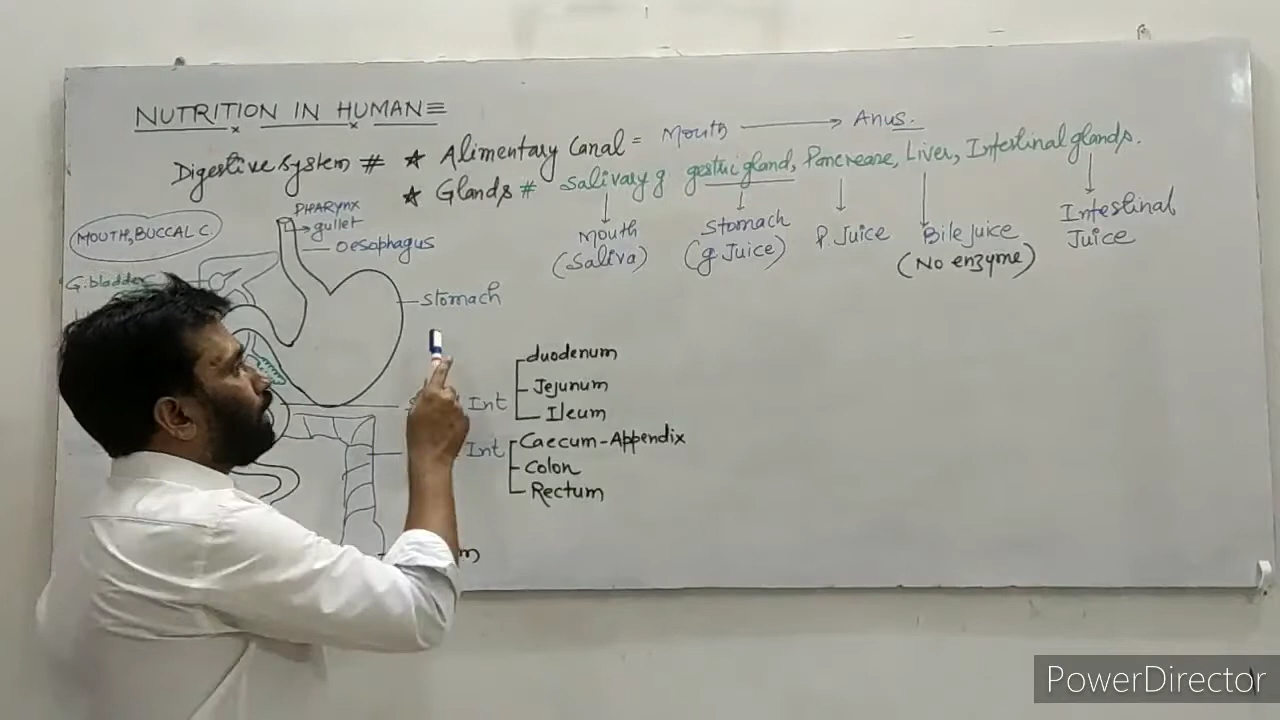 NUTRITION IN HUMAN
Digestive system # ★ Alimentary Canal = Mouth → Anus.
★ Glands # Salivary g gestric gland, Pancrease, Liver, Intestinal glands.
Mouth
(Saliva)
Stomach
(g. Juice)
P. Juice
Bile juice
(No enzyme)
Intestinal
Juice
PHARYNX
gullet
Oesophagus
MOUTH, BUCCAL C.
G. bladder
Stomach
Int
duodenum
Jejunum
Ileum
Int
Caecum - Appendix
Colon
Rectum
PowerDirector